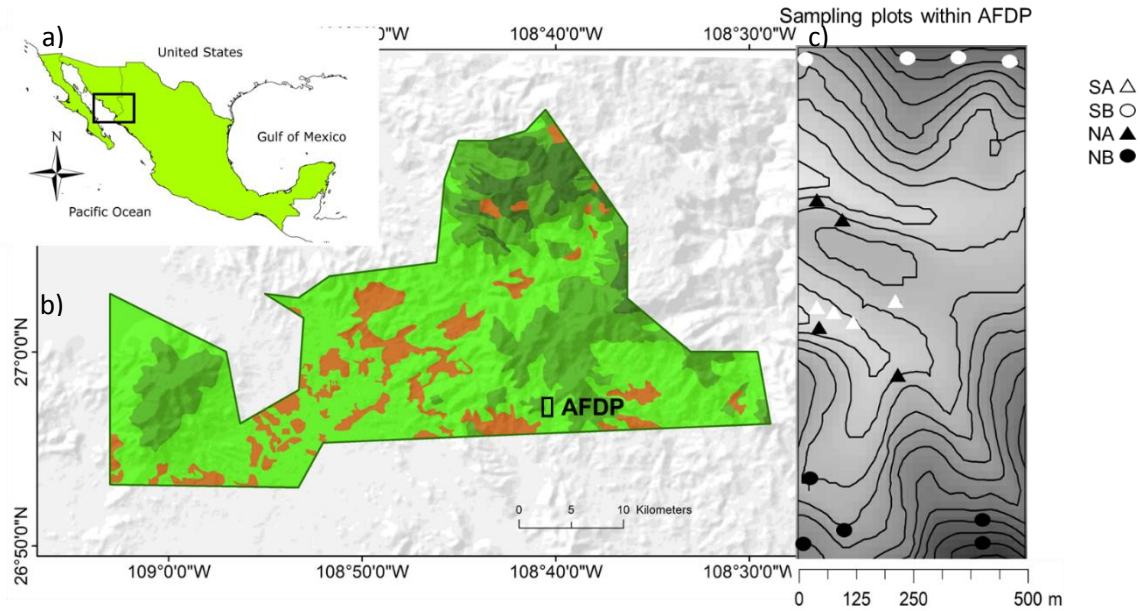 108°40'0"W
108°30'0"W
Sampling plots within AFDP
a)
c)
United States
Gulf of Mexico
N
Pacific Ocean
SA
SB
NA
NB
b)
27°0'0"N
AFDP
0 5 10 Kilometers
26°50'0"N
109°0'0"W
108°50'0"W
108°40'0"W
108°30'0"W
0 125 250 500 m